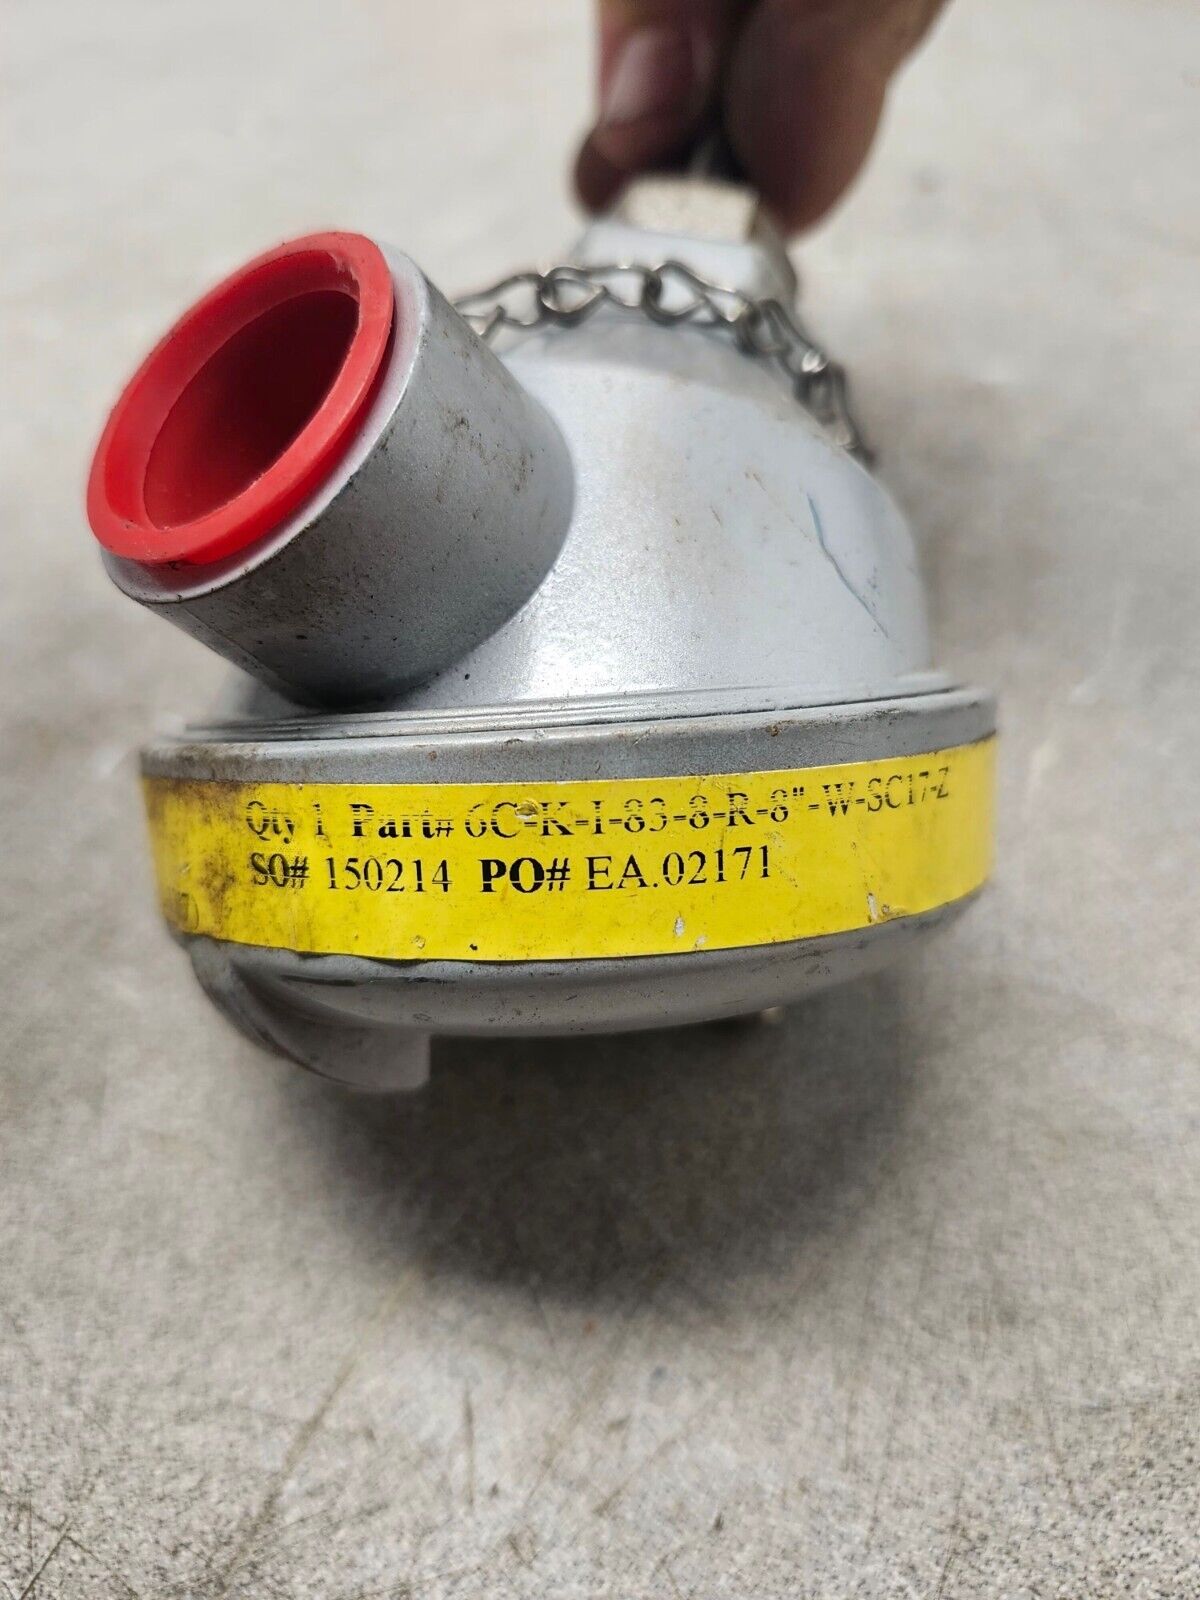 Qty 1 Part# 6C-K-I-83-8-R-8"-W-SC17-Z
SO# 150214 PO# EA.02171